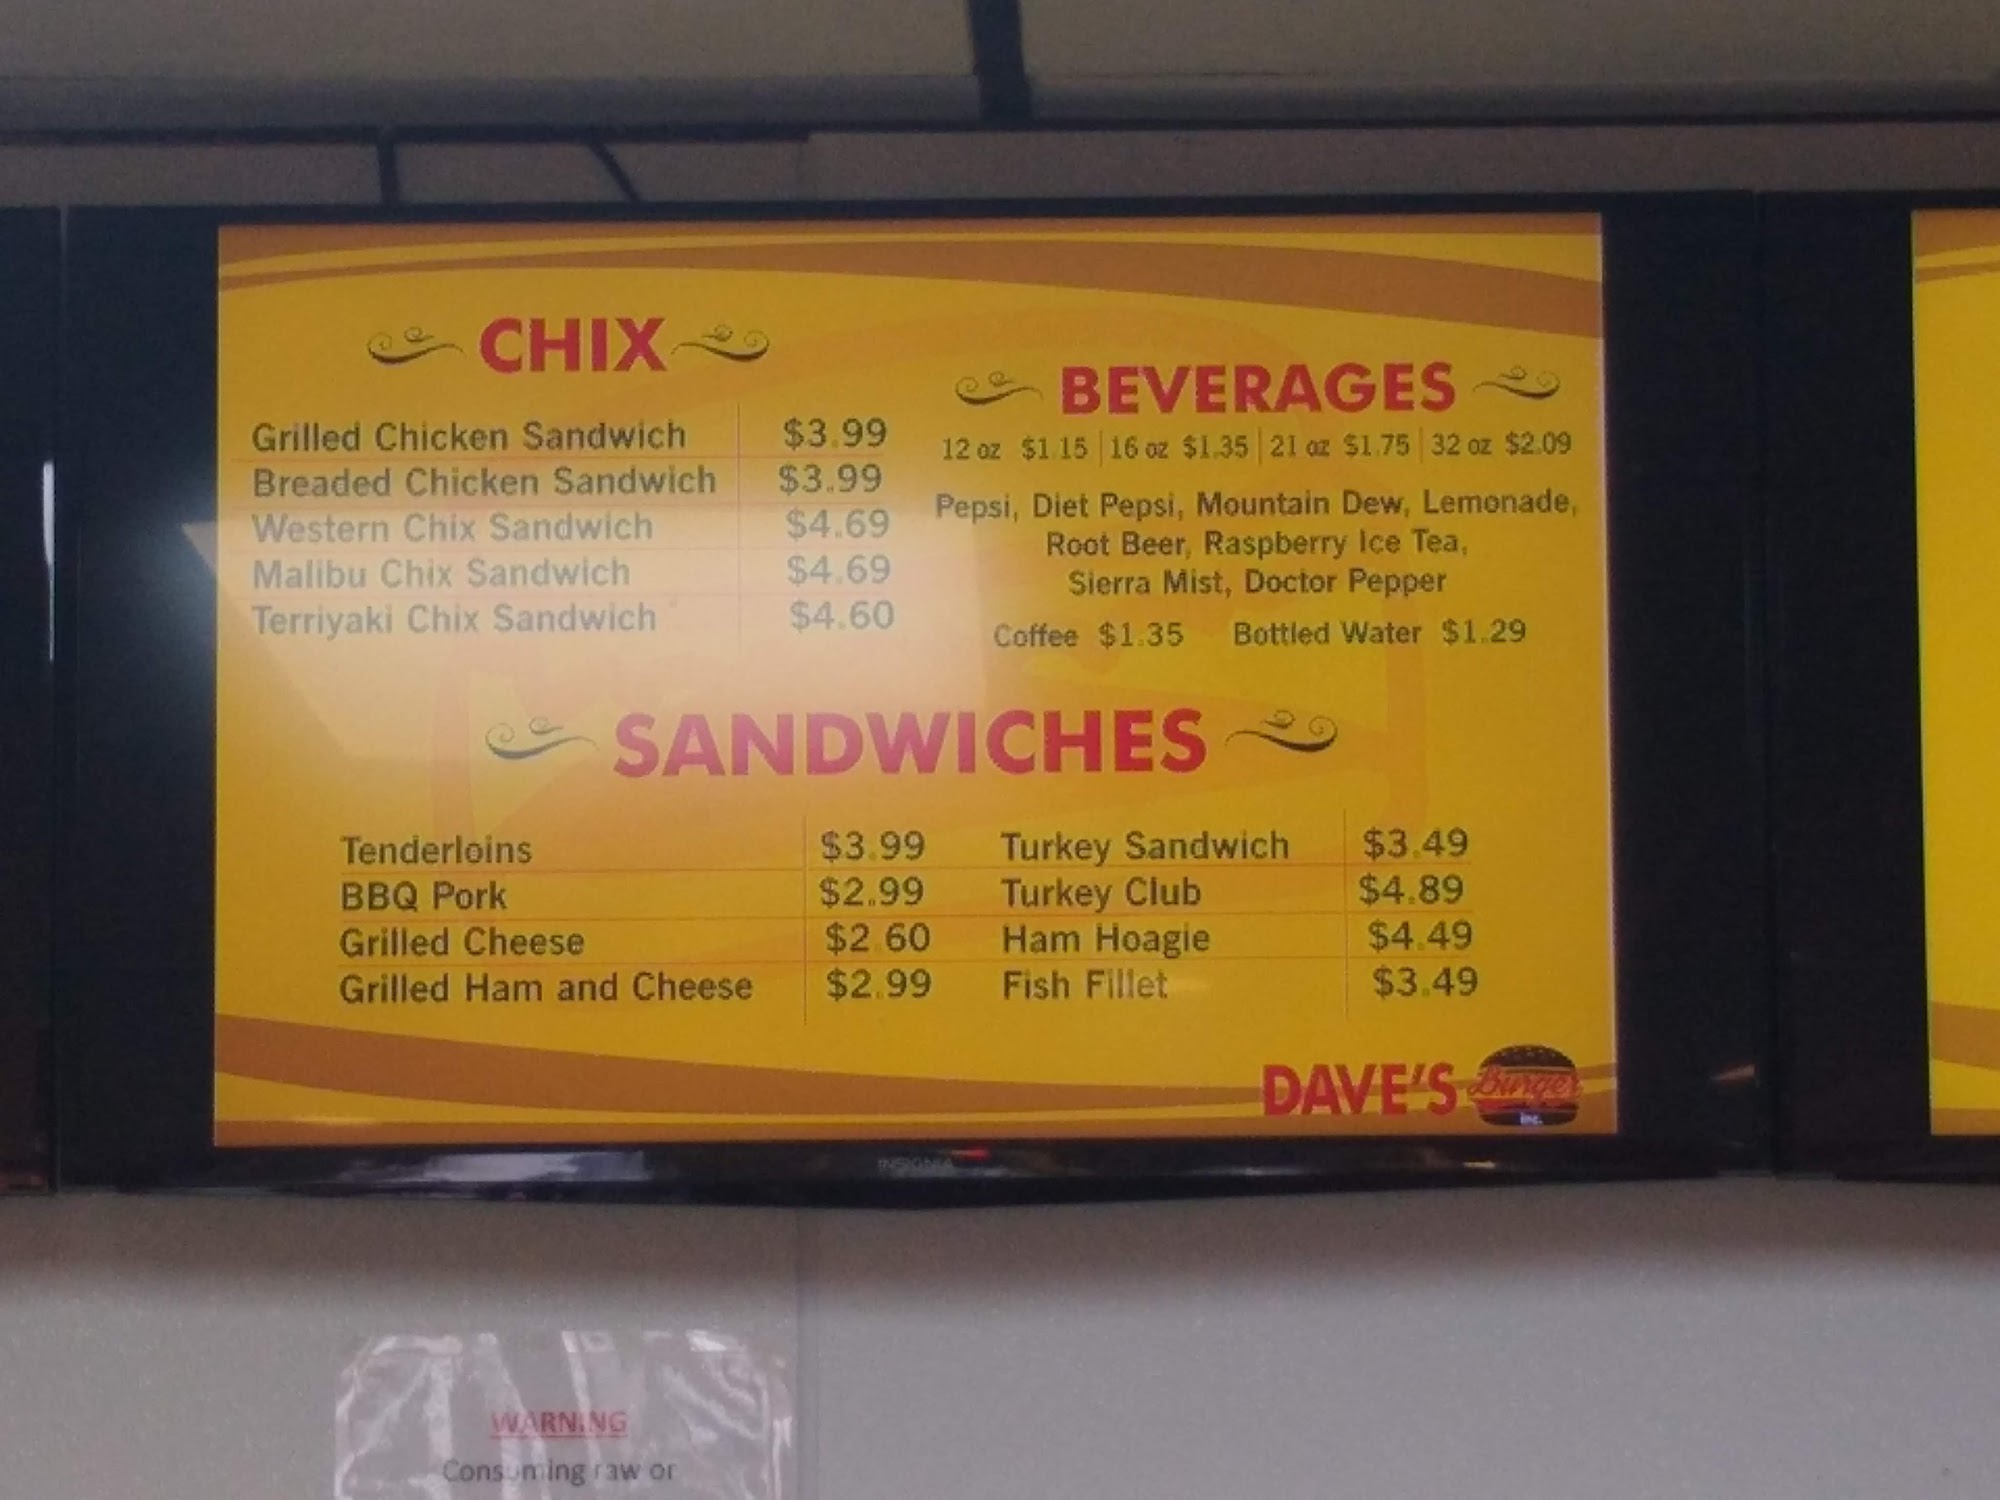 CHIX
Grilled Chicken Sandwich $3.99
Breaded Chicken Sandwich $3.99
Western Chix Sandwich $4.69
Malibu Chix Sandwich $4.69
Terriyaki Chix Sandwich $4.60
BEVERAGES
12 oz $1.15 | 16 oz $1.35 | 21 oz $1.75 | 32 oz $2.09
Pepsi, Diet Pepsi, Mountain Dew, Lemonade,
Root Beer, Raspberry Ice Tea,
Sierra Mist, Doctor Pepper
Coffee $1.35 Bottled Water $1.29
SANDWICHES
Tenderloins $3.99
BBQ Pork $2.99
Grilled Cheese $2.60
Grilled Ham and Cheese $2.99
Turkey Sandwich $3.49
Turkey Club $4.89
Ham Hoagie $4.49
Fish Fillet $3.49
DAVE'S Burger
INC.
INSIGNIA
WARNING
Consuming raw or